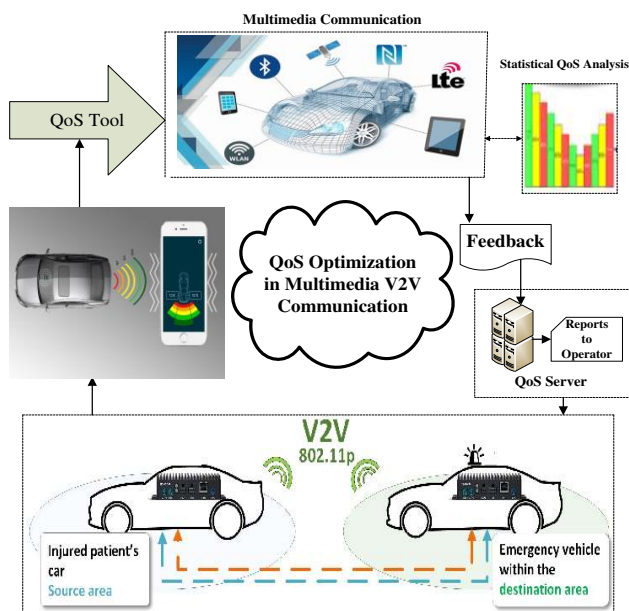 Multimedia Communication
Statistical QoS Analysis
QoS Tool
LTE
WLAN
Feedback
QoS Optimization
in Multimedia V2V
Communication
Reports
to
Operator
QoS Server
V2V
802.11p
Injured patient's
car
Source area
Emergency vehicle
within the
destination area